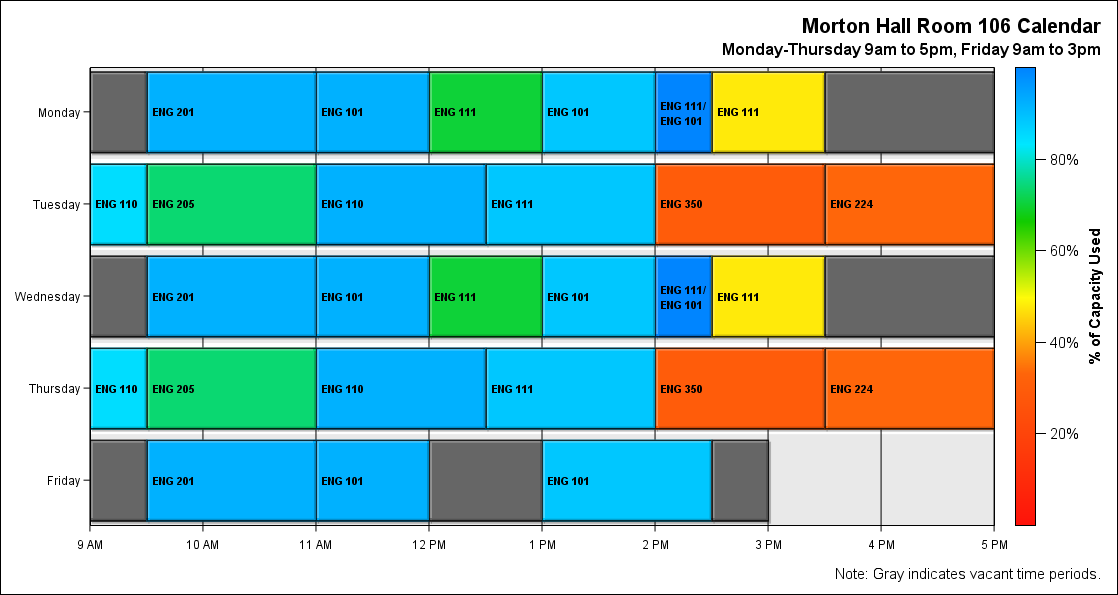 Morton Hall Room 106 Calendar
Monday-Thursday 9am to 5pm, Friday 9am to 3pm
Monday
ENG 201
ENG 101
ENG 111
ENG 101
ENG 111/
ENG 101
ENG 111
Tuesday
ENG 110
ENG 205
ENG 110
ENG 111
ENG 350
ENG 224
Wednesday
ENG 201
ENG 101
ENG 111
ENG 101
ENG 111/
ENG 101
ENG 111
Thursday
ENG 110
ENG 205
ENG 110
ENG 111
ENG 350
ENG 224
Friday
ENG 201
ENG 101
ENG 101
9 AM
10 AM
11 AM
12 PM
1 PM
2 PM
3 PM
4 PM
5 PM
80%
60%
40%
20%
% of Capacity Used
Note: Gray indicates vacant time periods.